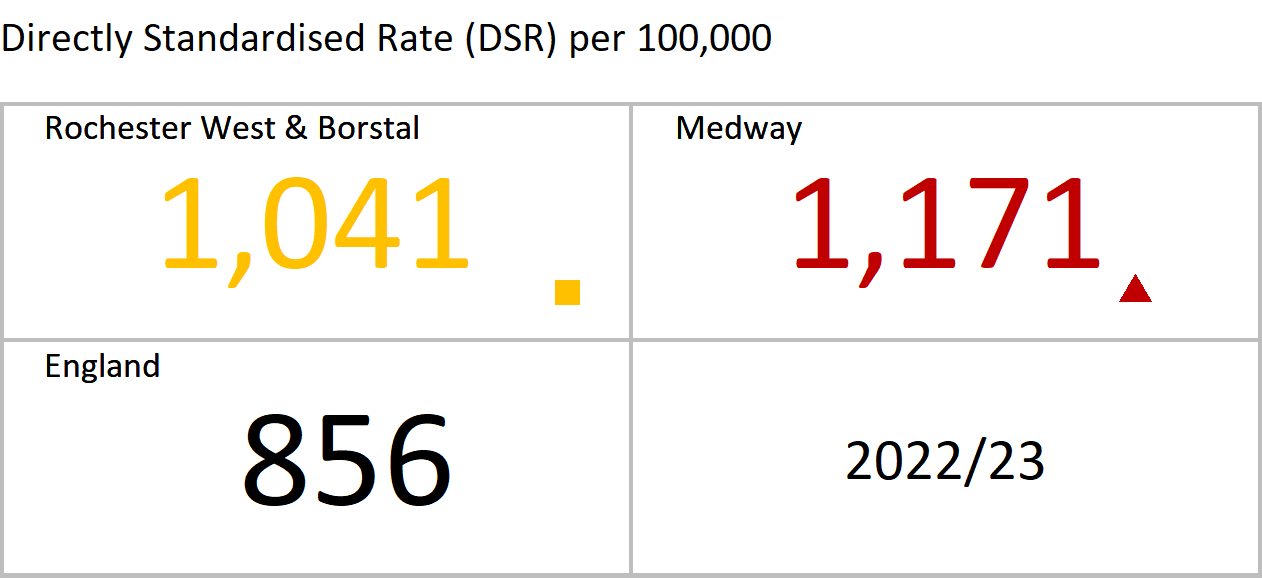 Directly Standardised Rate (DSR) per 100,000
Rochester West & Borstal
1,041
Medway
1,171
England
856
2022/23